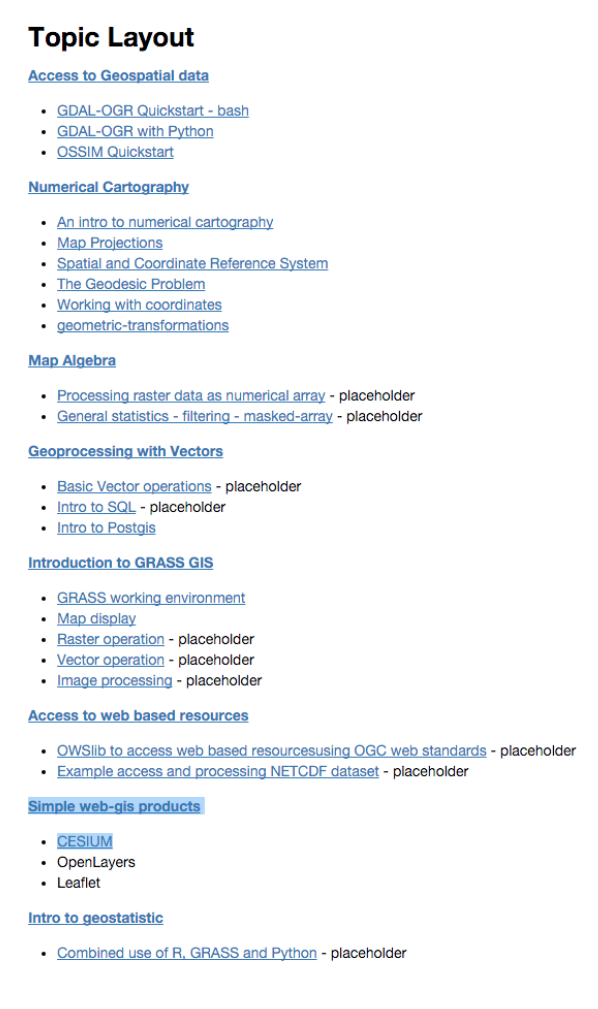 Topic Layout
Access to Geospatial data
GDAL-OGR Quickstart - bash
GDAL-OGR with Python
OSSIM Quickstart
Numerical Cartography
An intro to numerical cartography
Map Projections
Spatial and Coordinate Reference System
The Geodesic Problem
Working with coordinates
geometric-transformations
Map Algebra
Processing raster data as numerical array - placeholder
General statistics - filtering - masked-array - placeholder
Geoprocessing with Vectors
Basic Vector operations - placeholder
Intro to SQL - placeholder
Intro to Postgis
Introduction to GRASS GIS
GRASS working environment
Map display
Raster operation - placeholder
Vector operation - placeholder
Image processing - placeholder
Access to web based resources
OWSlib to access web based resourcesusing OGC web standards - placeholder
Example access and processing NETCDF dataset - placeholder
Simple web-gis products
CESIUM
OpenLayers
Leaflet
Intro to geostatistic
Combined use of R, GRASS and Python - placeholder